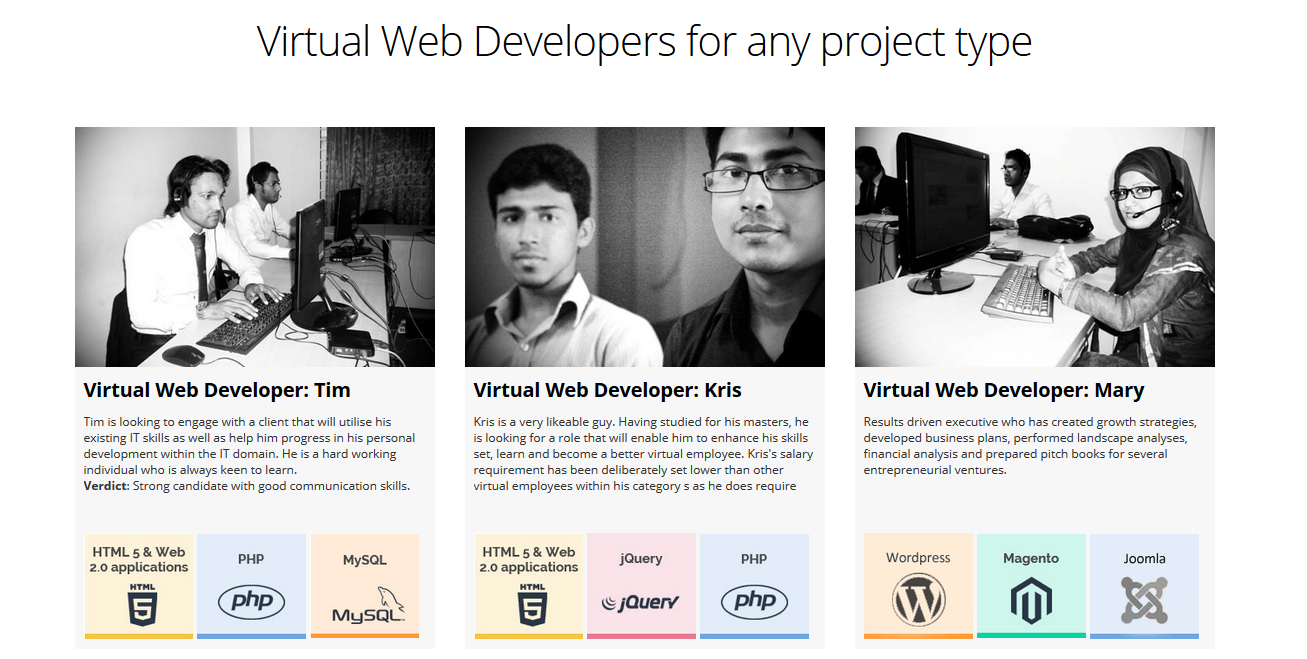 Virtual Web Developers for any project type
Virtual Web Developer: Tim
Tim is looking to engage with a client that will utilise his
existing IT skills as well as help him progress in his personal
development within the IT domain. He is a hard working
individual who is always keen to learn.
Verdict: Strong candidate with good communication skills.
HTML 5 & Web
2.0 applications
HTML
5
PHP
php
MySQL
MySQL
Virtual Web Developer: Kris
Kris is a very likeable guy. Having studied for his masters, he
is looking for a role that will enable him to enhance his skills
set, learn and become a better virtual employee. Kris's salary
requirement has been deliberately set lower than other
virtual employees within his category s as he does require
HTML 5 & Web
2.0 applications
HTML
5
jQuery
jQuery
PHP
php
Virtual Web Developer: Mary
Results driven executive who has created growth strategies,
developed business plans, performed landscape analyses,
financial analysis and prepared pitch books for several
entrepreneurial ventures.
Wordpress
W
Magento
Joomla